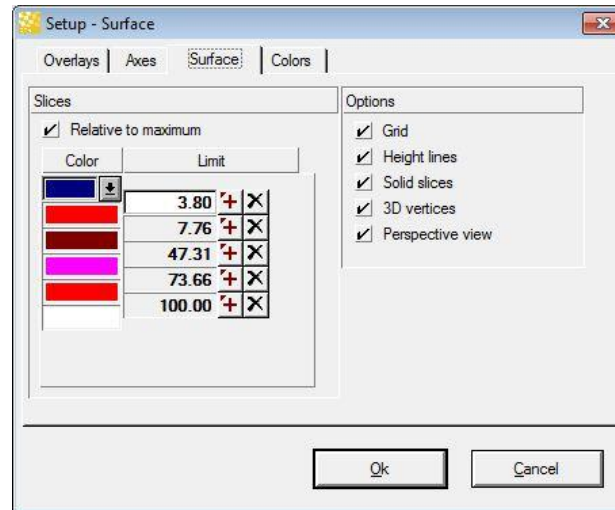 Setup - Surface
Overlays Axes Surface Colors
Slices
Relative to maximum
Color Limit
3.80
7.76
47.31
73.66
100.00
Options
Grid
Height lines
Solid slices
3D vertices
Perspective view
Ok Cancel